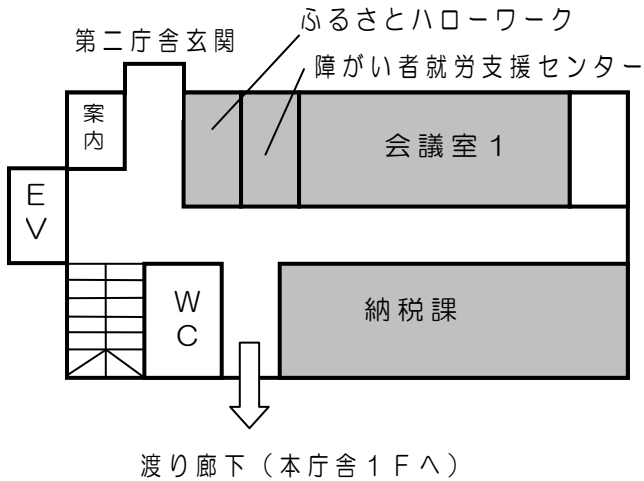 ふるさとハローワーク
第二庁舎玄関
障がい者就労支援センター
案内
会議室1
EV
WC
納税課
渡り廊下(本庁舎1Fへ)